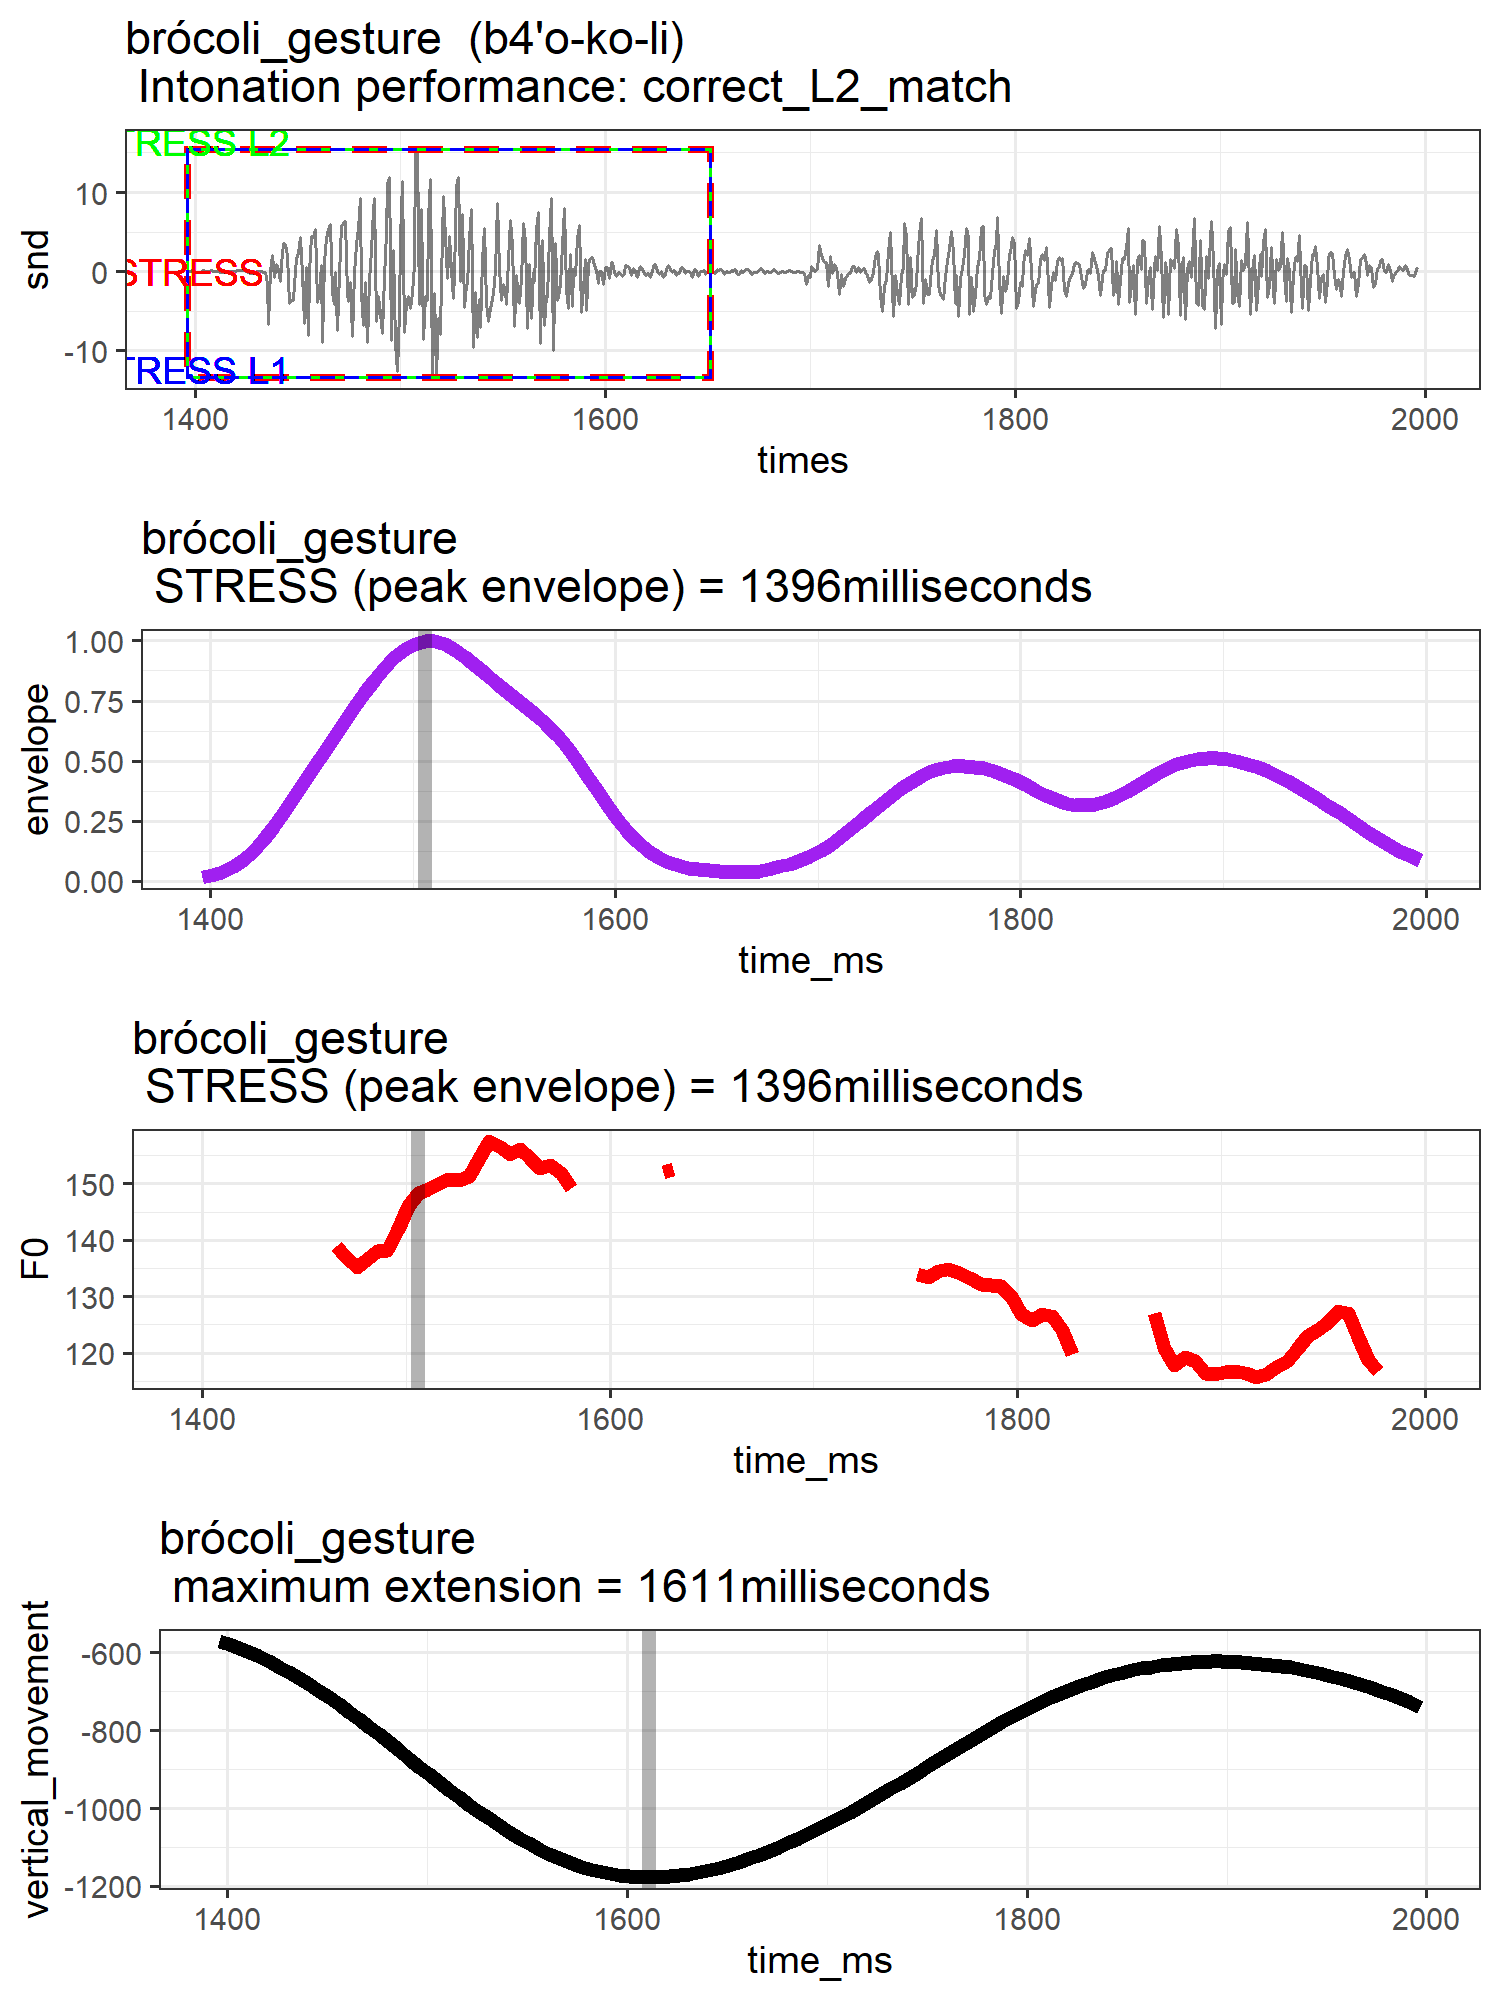 brócoli_gesture (b4'o-ko-li)
Intonation performance: correct_L2_match
snd
10
0
-10
RESS L2
STRESS
TRESS L1
1400 1600 1800 2000
times
brócoli_gesture
STRESS (peak envelope) = 1396milliseconds
envelope
1.00
0.75
0.50
0.25
0.00
1400 1600 1800 2000
time_ms
brócoli_gesture
STRESS (peak envelope) = 1396milliseconds
F0
150
140
130
120
1400 1600 1800 2000
time_ms
brócoli_gesture
maximum extension = 1611milliseconds
vertical_movement
-600
-800
-1000
-1200
1400 1600 1800 2000
time_ms